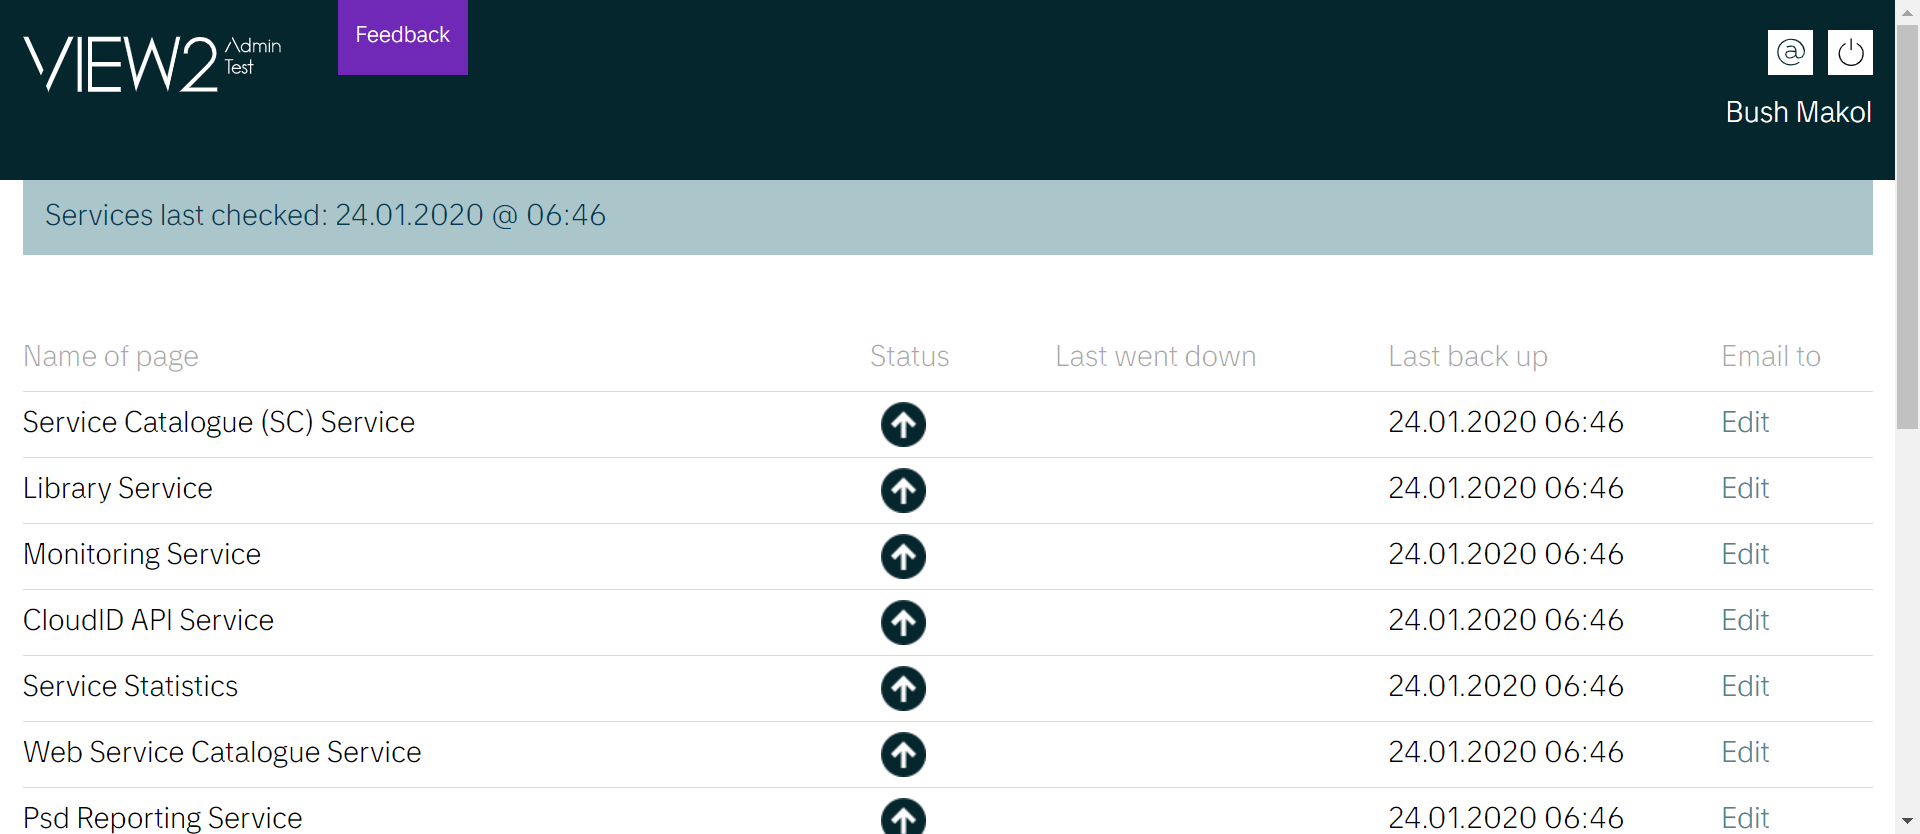 VIEW2 Admin
Test
Feedback
@
Bush Makol
Services last checked: 24.01.2020 @ 06:46
Name of page Status Last went down Last back up Email to
Service Catalogue (SC) Service 24.01.2020 06:46 Edit
Library Service 24.01.2020 06:46 Edit
Monitoring Service 24.01.2020 06:46 Edit
CloudID API Service 24.01.2020 06:46 Edit
Service Statistics 24.01.2020 06:46 Edit
Web Service Catalogue Service 24.01.2020 06:46 Edit
Psd Reporting Service 24.01.2020 06:46 Edit